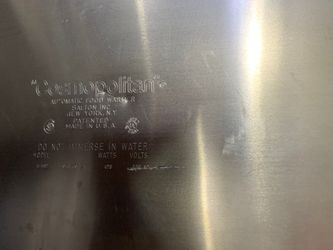 "Cosmopolitan"
AUTOMATIC FOOD WARMER
SALTON INC.
NEW YORK, N.Y.
PATENTED
MADE IN U.S.A.
DO NOT IMMERSE IN WATER
MODEL WATTS VOLTS